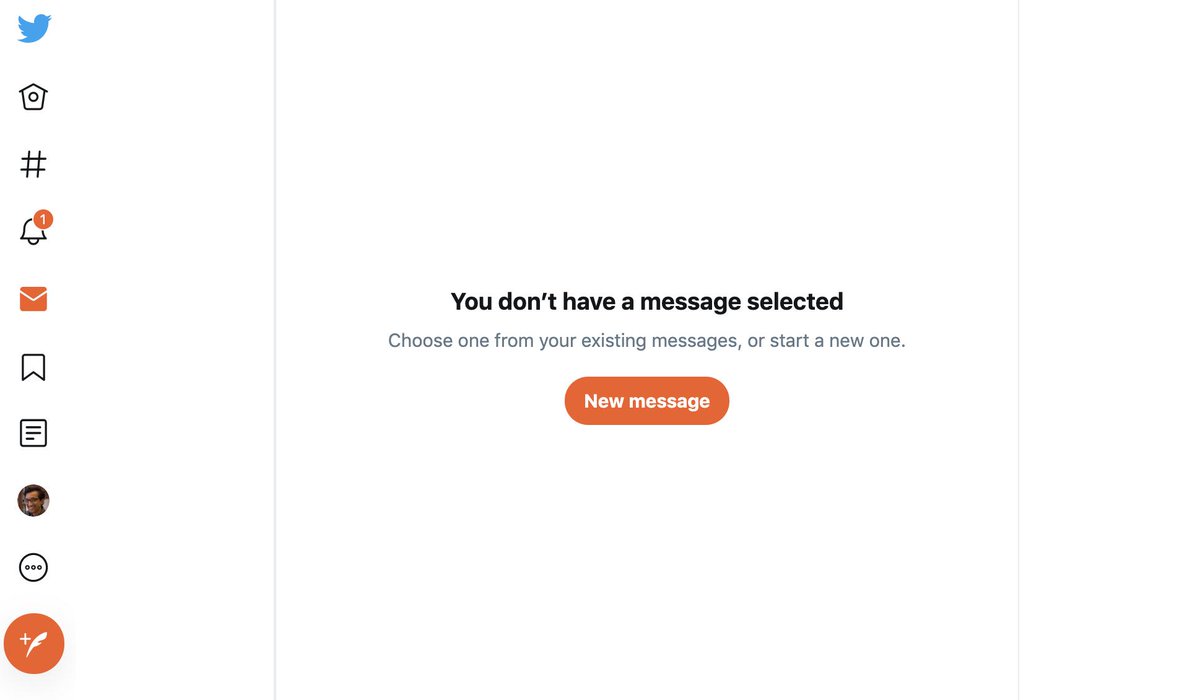 1
You don’t have a message selected
Choose one from your existing messages, or start a new one.
New message